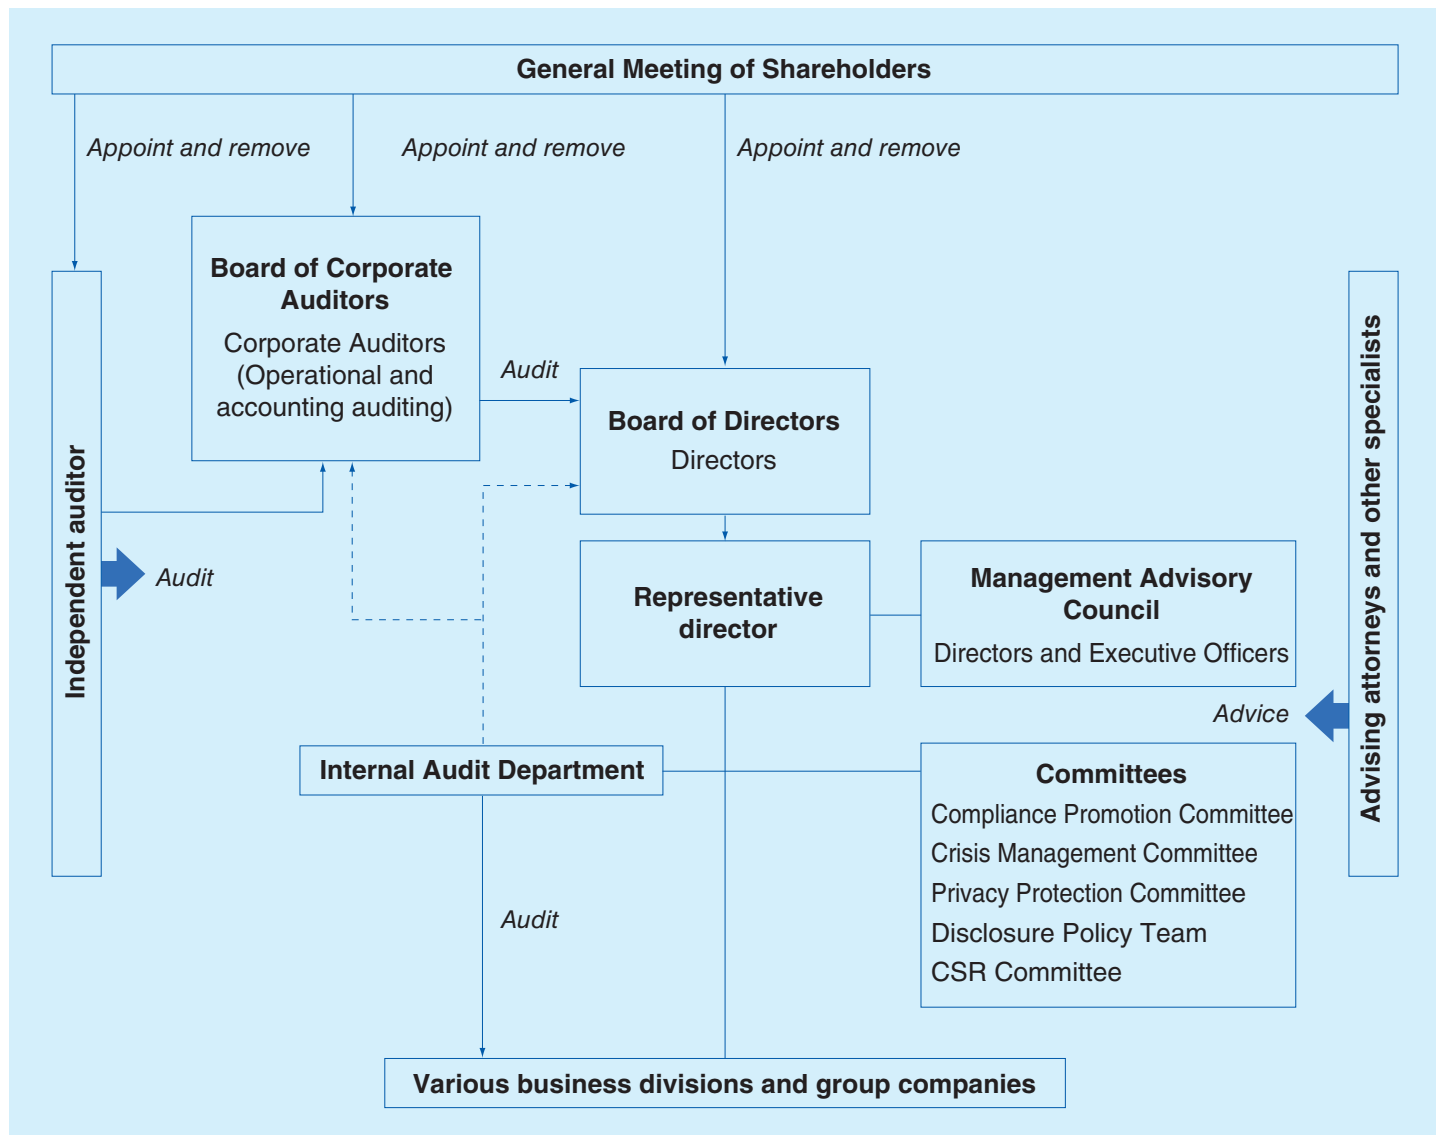 General Meeting of Shareholders
Appoint and remove
Appoint and remove
Appoint and remove
Board of Corporate
Auditors
Corporate Auditors
(Operational and
accounting auditing)
Audit
Board of Directors
Directors
Independent auditor
Audit
Representative
director
Management Advisory
Council
Directors and Executive Officers
Advice
Advising attorneys and other specialists
Internal Audit Department
Committees
Compliance Promotion Committee
Crisis Management Committee
Privacy Protection Committee
Disclosure Policy Team
CSR Committee
Audit
Various business divisions and group companies